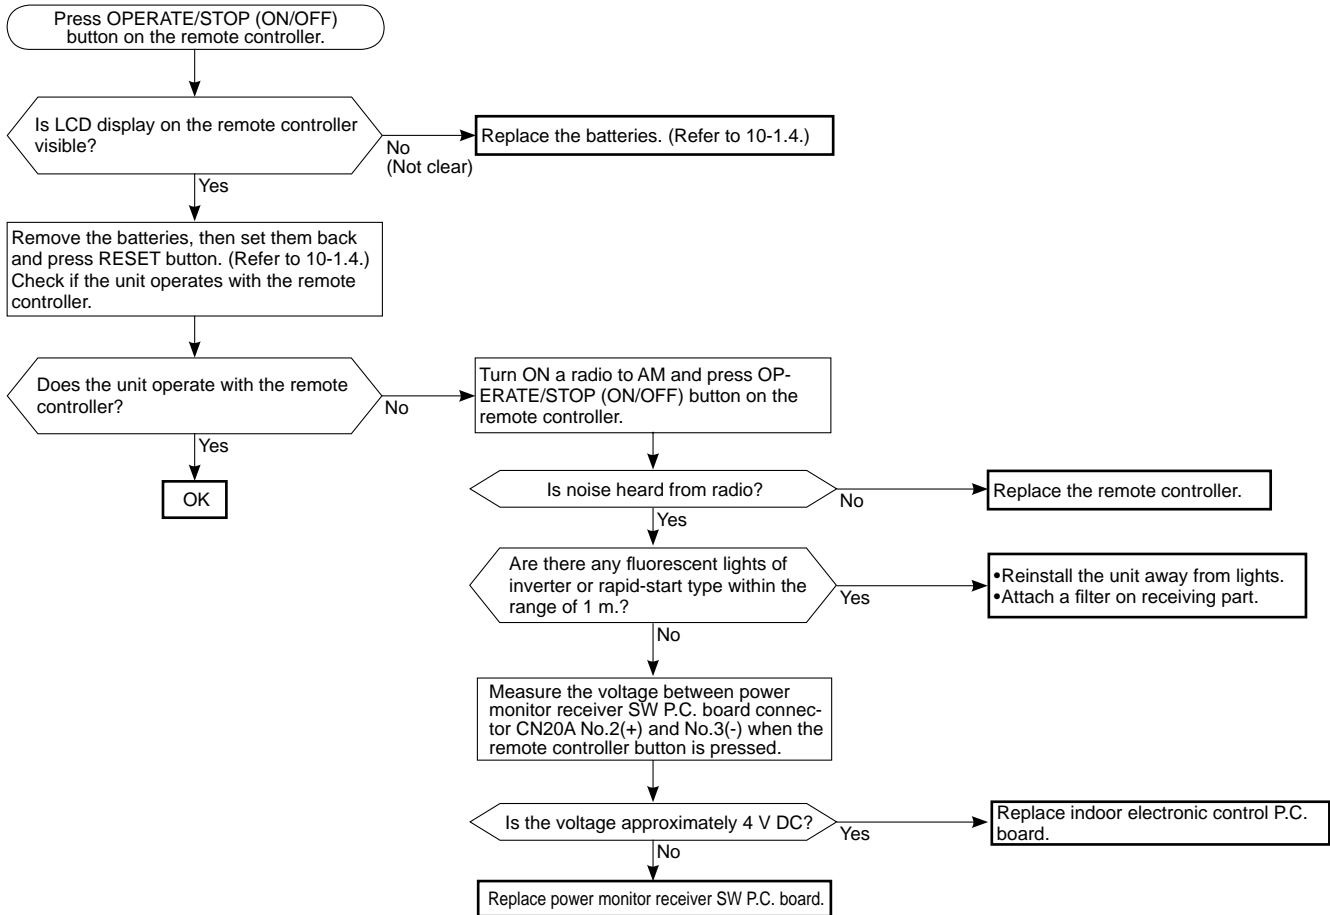 Press OPERATE/STOP (ON/OFF)
button on the remote controller.
Is LCD display on the remote controller
visible?
No
(Not clear)
Replace the batteries. (Refer to 10-1.4.)
Yes
Remove the batteries, then set them back
and press RESET button. (Refer to 10-1.4.)
Check if the unit operates with the remote
controller.
Does the unit operate with the remote
controller?
No
Yes
OK
Turn ON a radio to AM and press OP-
ERATE/STOP (ON/OFF) button on the
remote controller.
Is noise heard from radio?
No
Replace the remote controller.
Yes
Are there any fluorescent lights of
inverter or rapid-start type within the
range of 1 m.?
Yes
•Reinstall the unit away from lights.
•Attach a filter on receiving part.
No
Measure the voltage between power
monitor receiver SW P.C. board connec-
tor CN20A No.2(+) and No.3(-) when the
remote controller button is pressed.
Is the voltage approximately 4 V DC?
Yes
Replace indoor electronic control P.C.
board.
No
Replace power monitor receiver SW P.C. board.